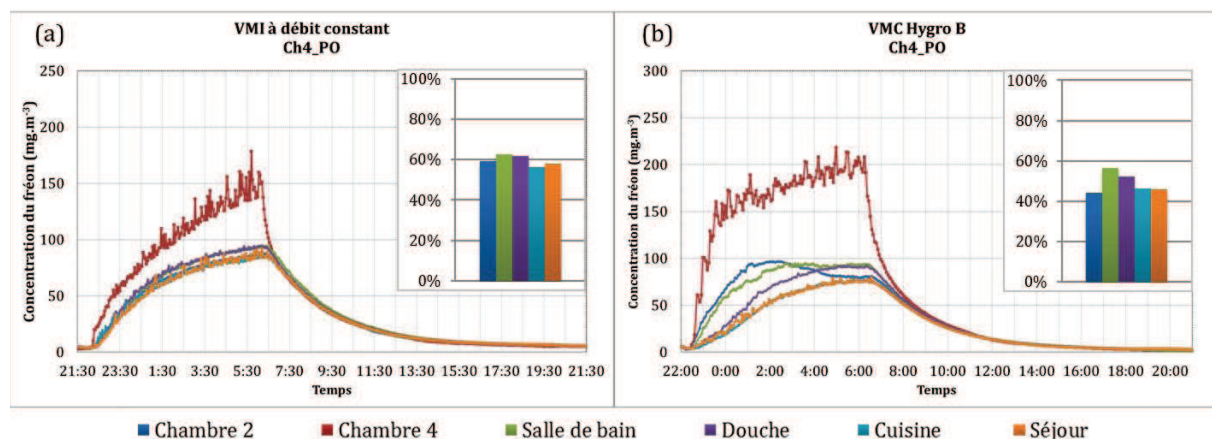 (a)
VMI à débit constant
Ch4_PO
Concentration du fréon (mg.m⁻³)
250
200
150
100
50
0
100%
80%
60%
40%
20%
0%
21:30 23:30 1:30 3:30 5:30 7:30 9:30 11:30 13:30 15:30 17:30 19:30 21:30
Temps
(b)
VMC Hygro B
Ch4_PO
Concentration du fréon (mg.m⁻³)
300
250
200
150
100
50
0
100%
80%
60%
40%
20%
0%
22:00 0:00 2:00 4:00 6:00 8:00 10:00 12:00 14:00 16:00 18:00 20:00
Temps
Chambre 2 Chambre 4 Salle de bain Douche Cuisine Séjour